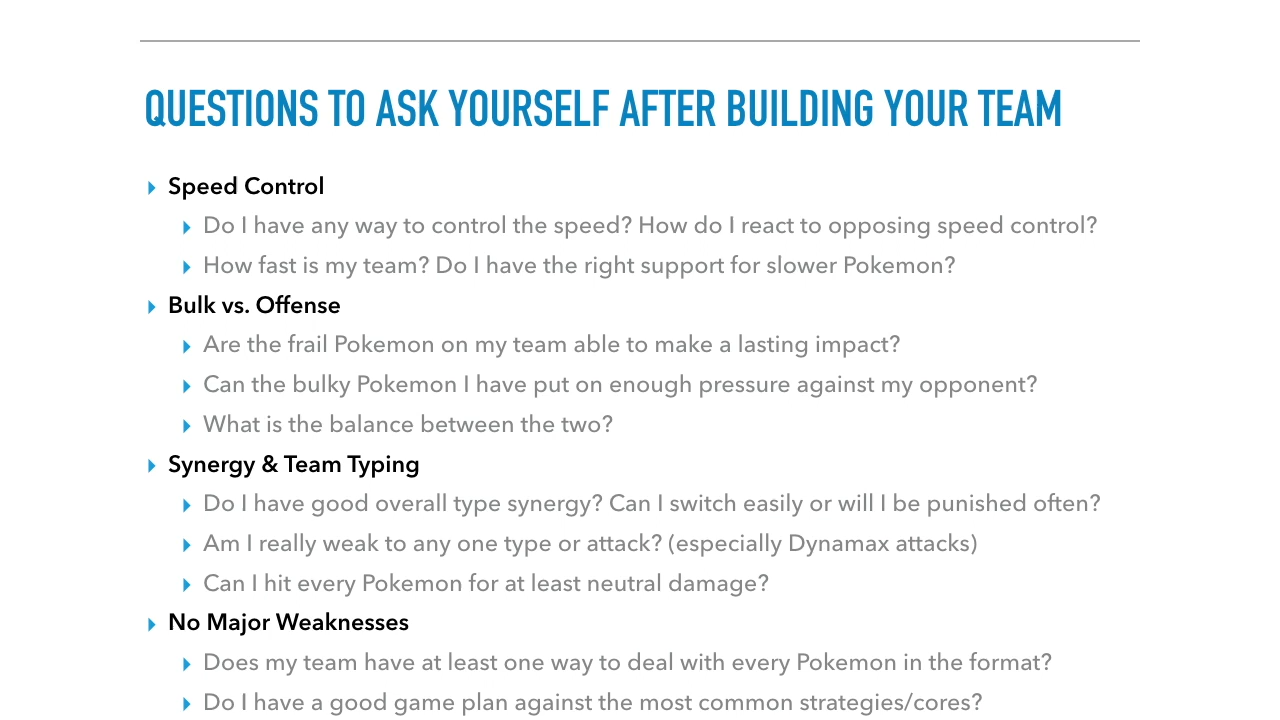 QUESTIONS TO ASK YOURSELF AFTER BUILDING YOUR TEAM
Speed Control
Do I have any way to control the speed? How do I react to opposing speed control?
How fast is my team? Do I have the right support for slower Pokemon?
Bulk vs. Offense
Are the frail Pokemon on my team able to make a lasting impact?
Can the bulky Pokemon I have put on enough pressure against my opponent?
What is the balance between the two?
Synergy & Team Typing
Do I have good overall type synergy? Can I switch easily or will I be punished often?
Am I really weak to any one type or attack? (especially Dynamax attacks)
Can I hit every Pokemon for at least neutral damage?
No Major Weaknesses
Does my team have at least one way to deal with every Pokemon in the format?
Do I have a good game plan against the most common strategies/cores?